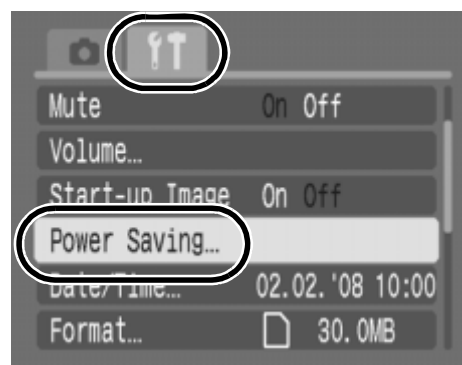 Mute On Off
Volume…
Start-up Image On Off
Power Saving…
Date/Time… 02.02.'08 10:00
Format… 30.0MB